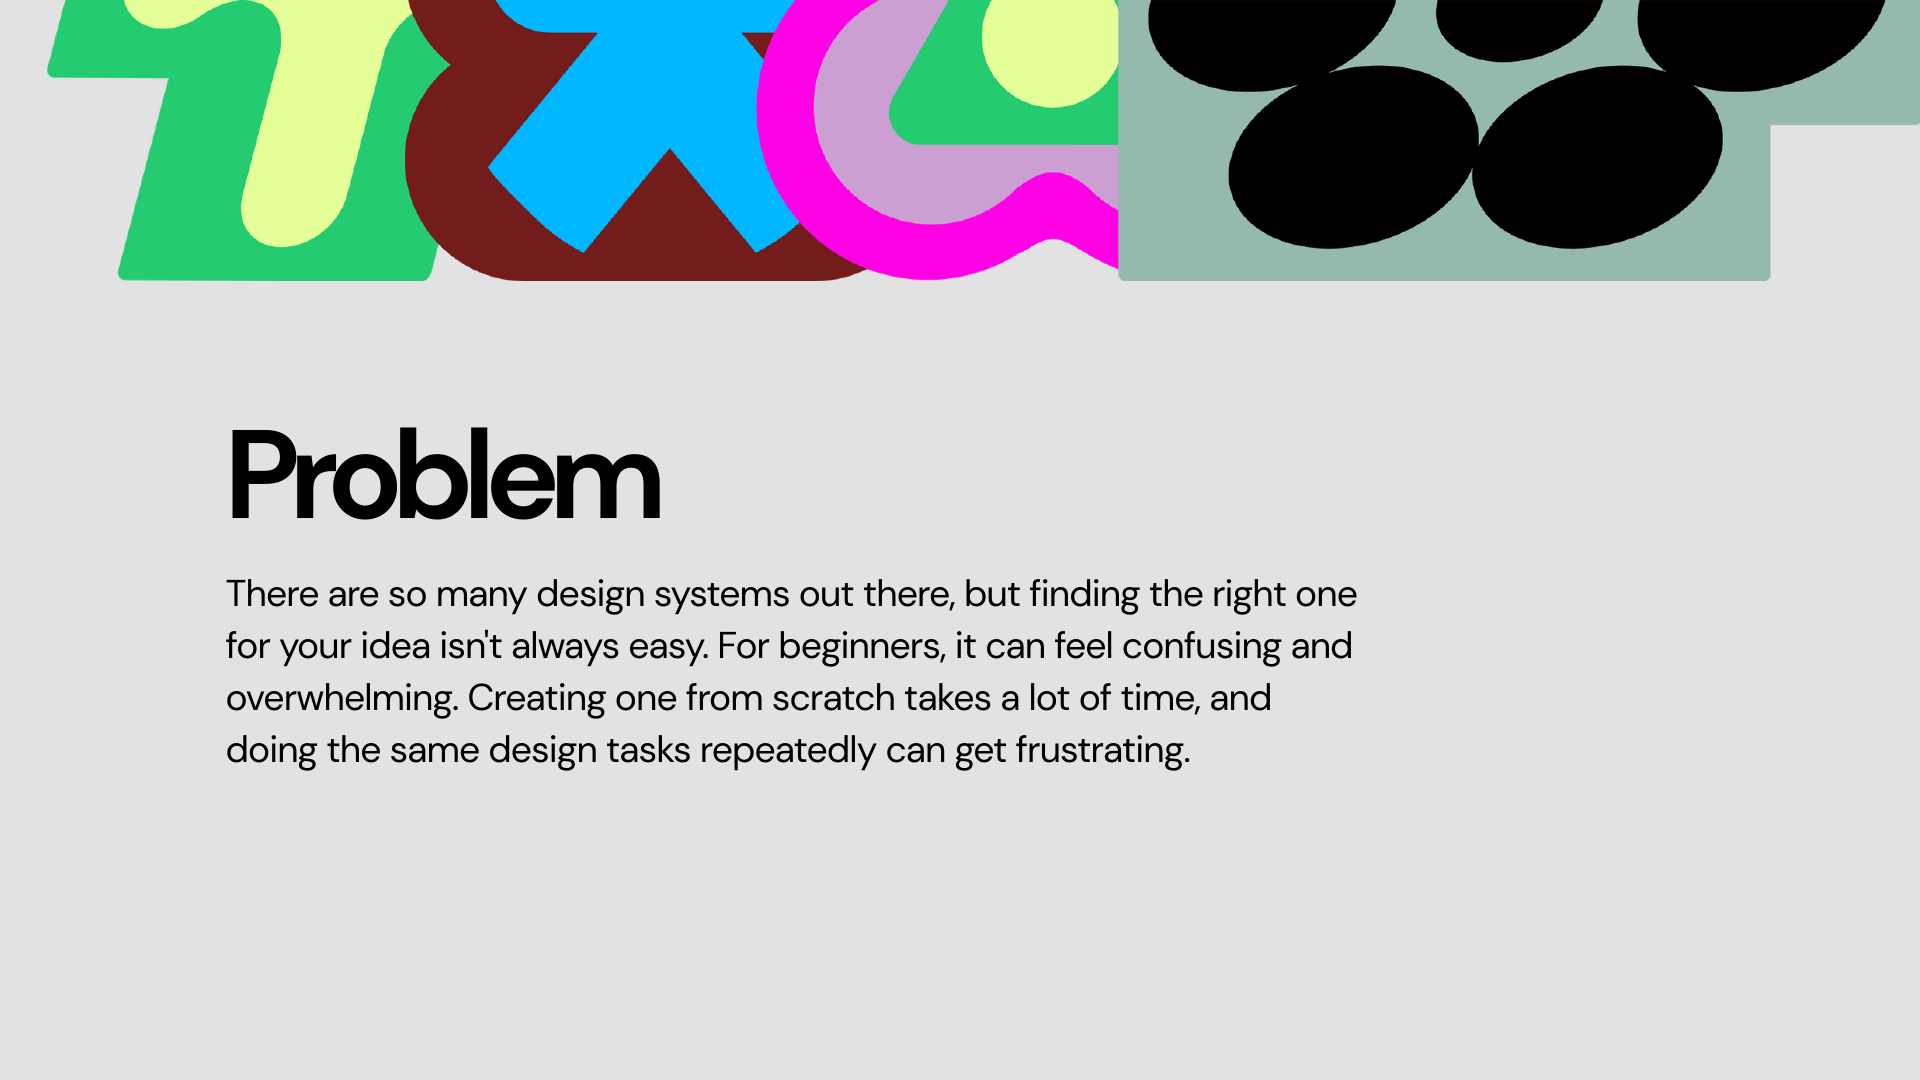 Problem
There are so many design systems out there, but finding the right one
for your idea isn't always easy. For beginners, it can feel confusing and
overwhelming. Creating one from scratch takes a lot of time, and
doing the same design tasks repeatedly can get frustrating.